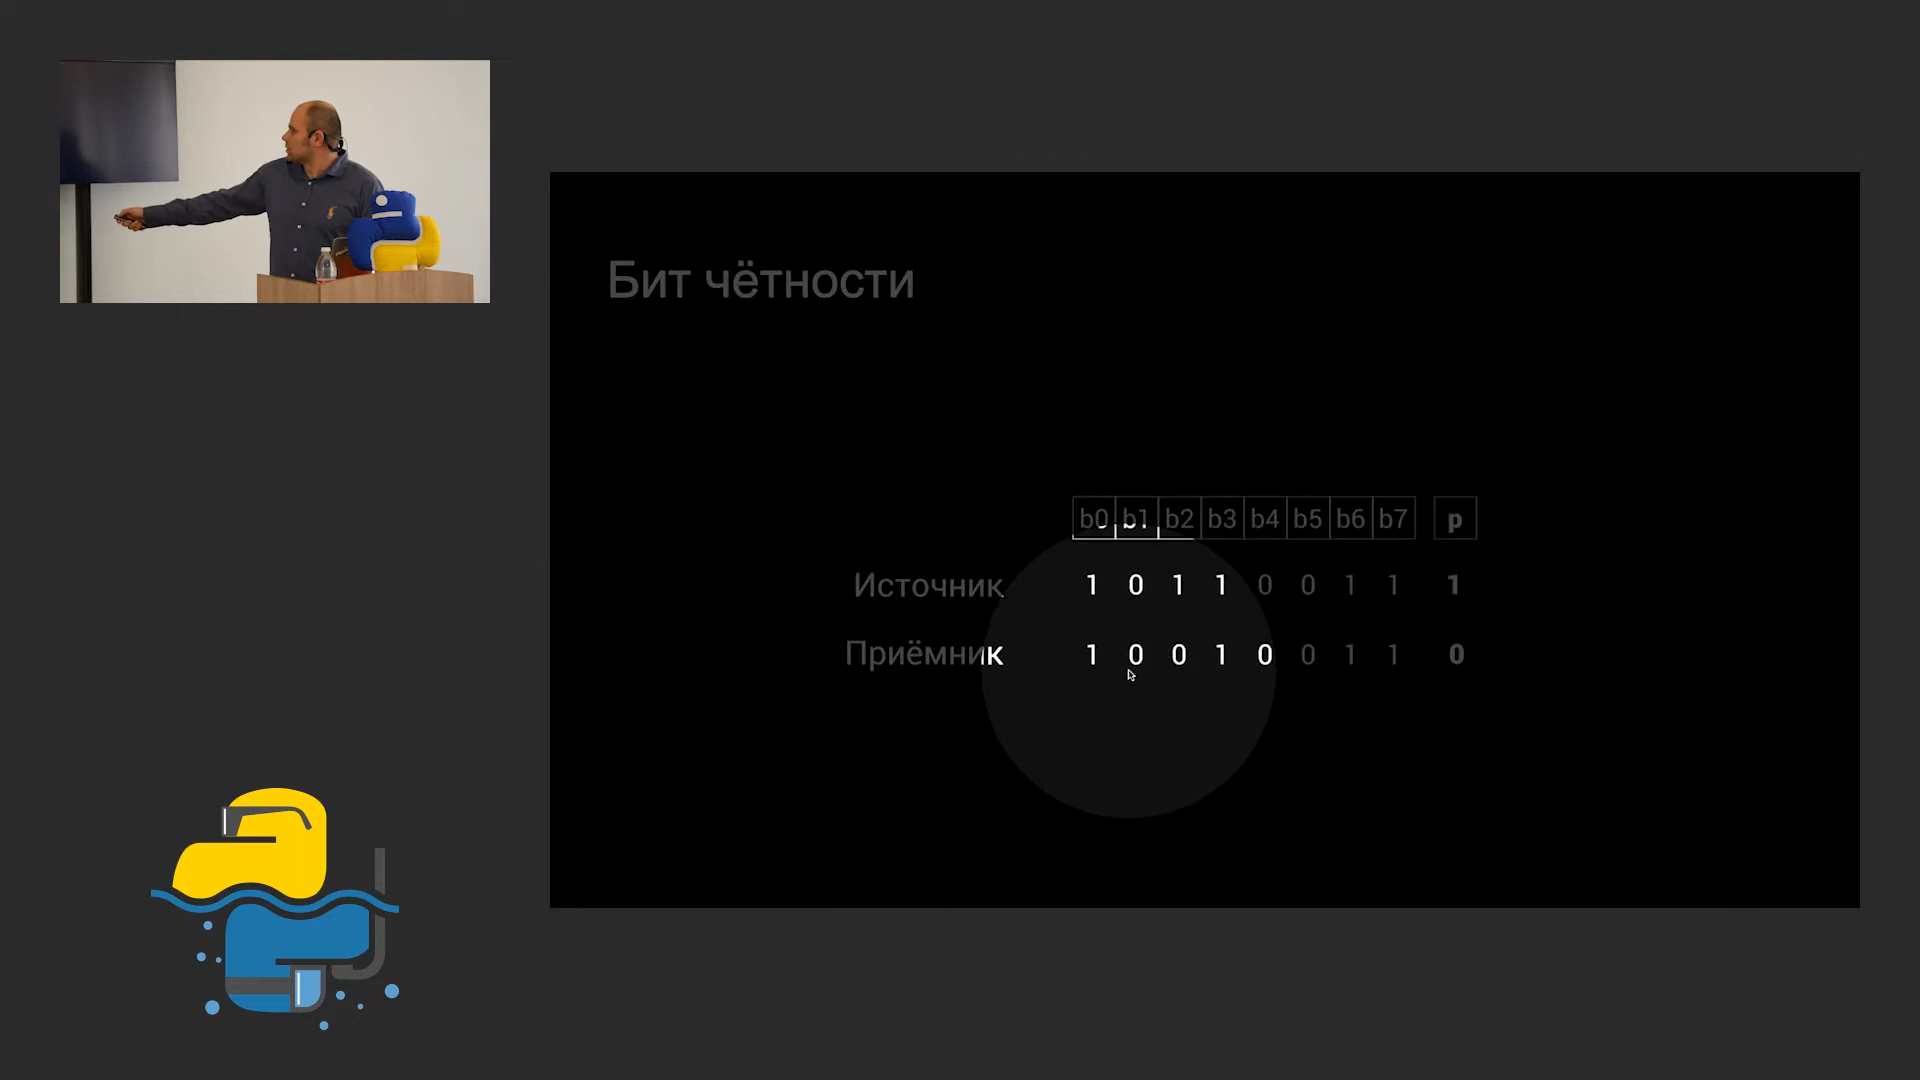 Бит чётности
b0 b1 b2 b3 b4 b5 b6 b7 p
Источник 1 0 1 1 0 0 1 1 1
Приёмник 1 0 0 1 0 0 1 1 0